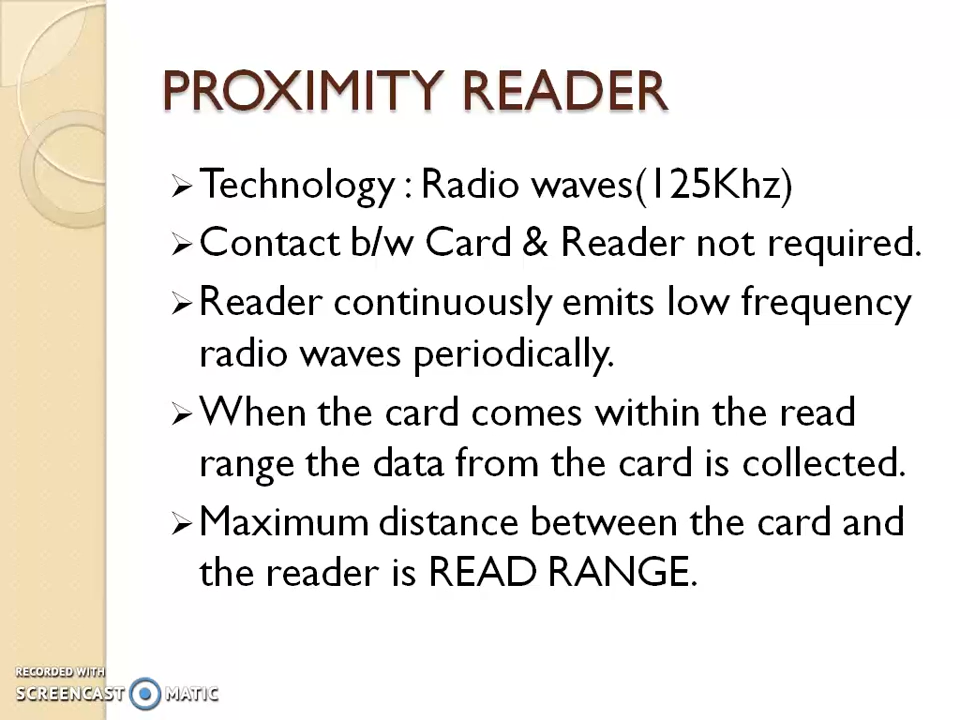 PROXIMITY READER
➢Technology : Radio waves(125Khz)
➢Contact b/w Card & Reader not required.
➢Reader continuously emits low frequency
radio waves periodically.
➢When the card comes within the read
range the data from the card is collected.
➢Maximum distance between the card and
the reader is READ RANGE.
RECORDED WITH
SCREENCAST MATIC